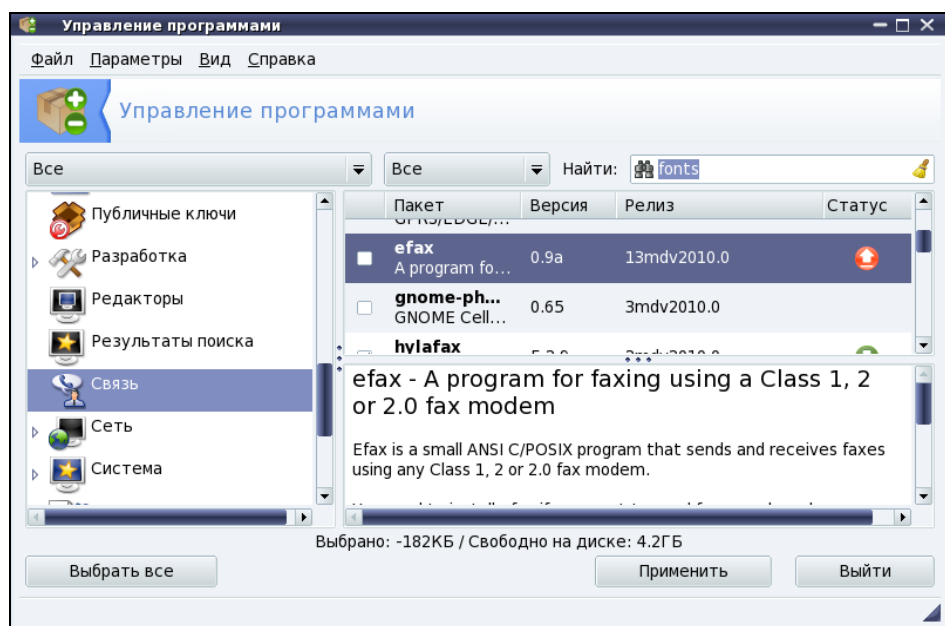 Управление программами
Файл Параметры Вид Справка
Управление программами
Все Все Найти: fonts
Публичные ключи
Разработка
Редакторы
Результаты поиска
Связь
Сеть
Система
Пакет Версия Релиз Статус
GPRS/EDGE/...
efax 0.9a 13mdv2010.0
A program fo...
gnome-ph... 0.65 3mdv2010.0
GNOME Cell...
hylafax
efax - A program for faxing using a Class 1, 2
or 2.0 fax modem
Efax is a small ANSI C/POSIX program that sends and receives faxes
using any Class 1, 2 or 2.0 fax modem.
Выбрано: -182КБ / Свободно на диске: 4.2ГБ
Выбрать все Применить Выйти